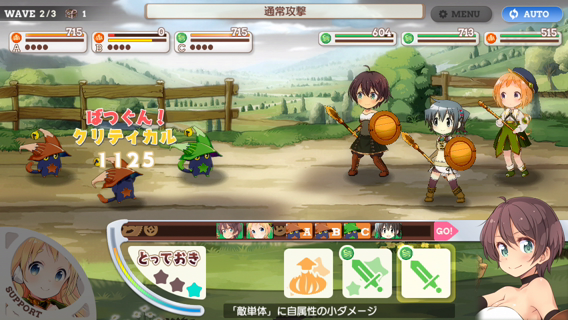 WAVE 2/3 1
通常攻撃
MENU
AUTO
A 715
B 0
C 715
604
713
515
ばつぐん！
クリティカル
1125
A B C GO!
とっておき
SUPPORT
「敵単体」に自属性の小ダメージ